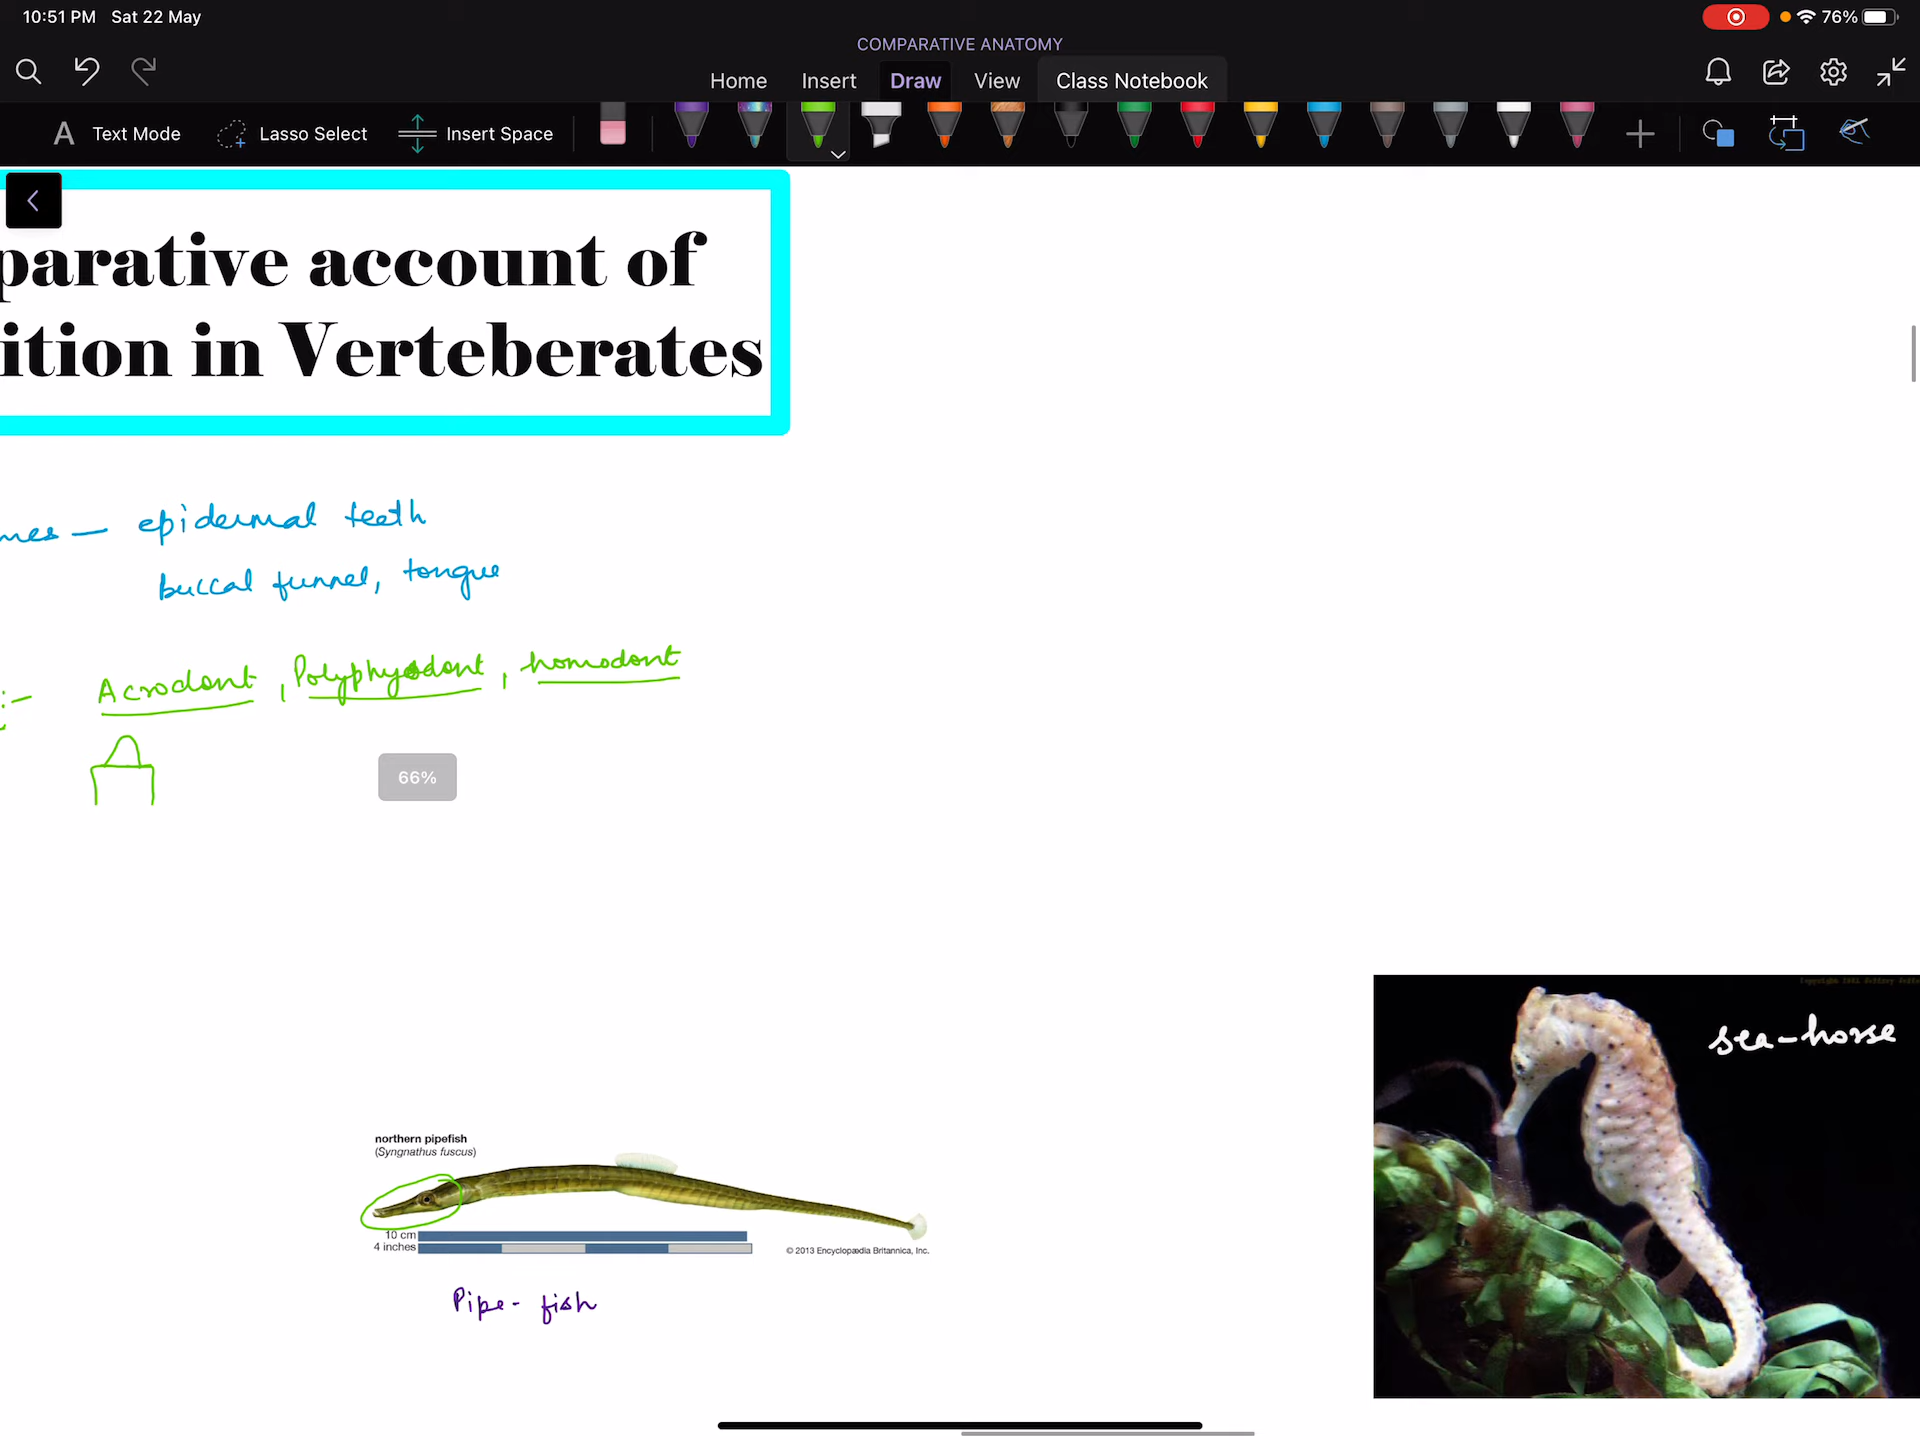 10:51 PM Sat 22 May
76%
COMPARATIVE ANATOMY
Home Insert Draw View Class Notebook
Text Mode Lasso Select Insert Space
parative account of
ition in Verteberates
mes — epidermal teeth
buccal funnel, tongue
:- Acrodont, Polyphyodont, homodont
66%
sea-horse
northern pipefish
(Syngnathus fuscus)
10 cm
4 inches
© 2013 Encyclopædia Britannica, Inc.
Pipe-fish